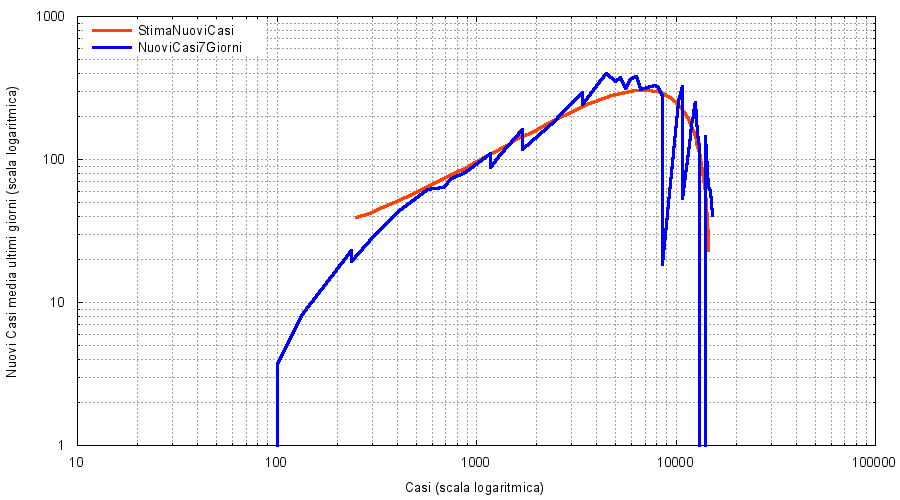 1000
StimaNuoviCasi
NuoviCasi7Giorni
100
10
1
Nuovi Casi media ultimi giorni (scala logaritmica)
10
100
1000
10000
100000
Casi (scala logaritmica)